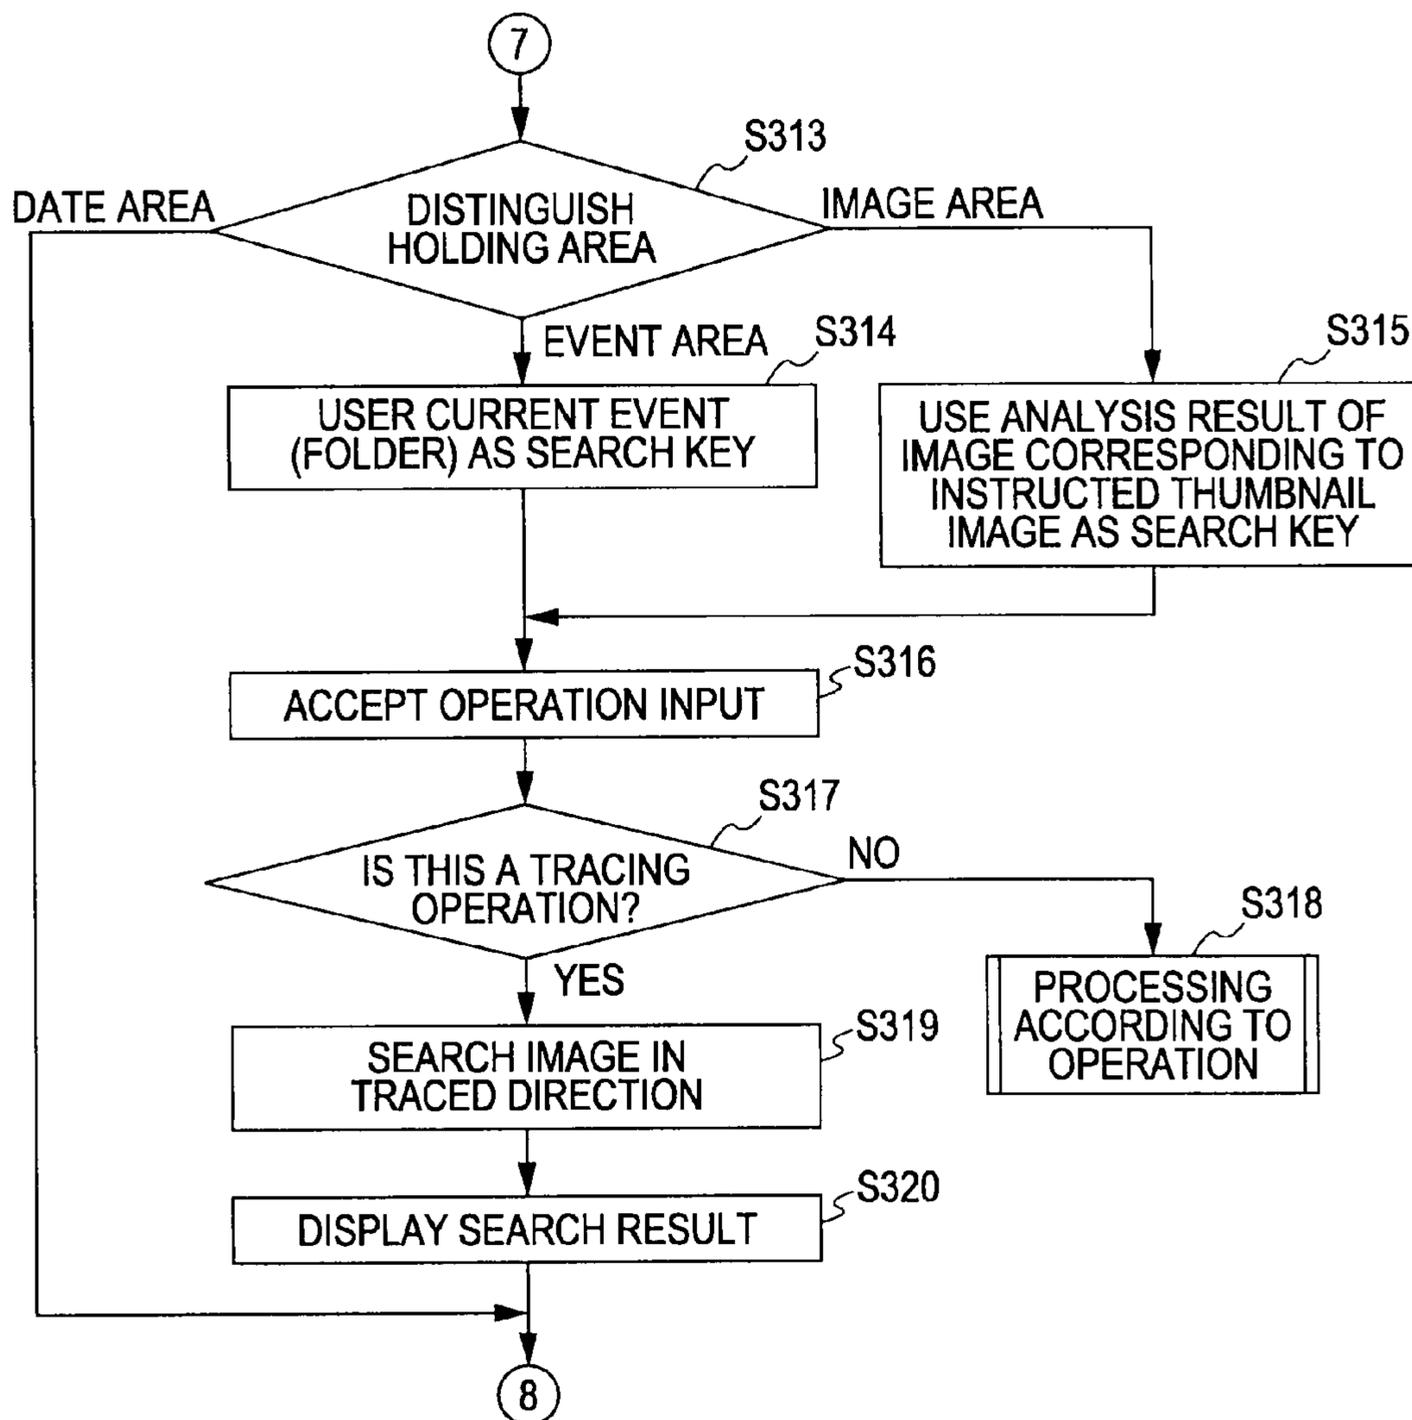 7
S313
DATE AREA
DISTINGUISH
HOLDING AREA
IMAGE AREA
EVENT AREA
S314
S315
USER CURRENT EVENT
(FOLDER) AS SEARCH KEY
USE ANALYSIS RESULT OF
IMAGE CORRESPONDING TO
INSTRUCTED THUMBNAIL
IMAGE AS SEARCH KEY
S316
ACCEPT OPERATION INPUT
S317
IS THIS A TRACING
OPERATION?
NO
S318
YES
PROCESSING
ACCORDING TO
OPERATION
S319
SEARCH IMAGE IN
TRACED DIRECTION
S320
DISPLAY SEARCH RESULT
8